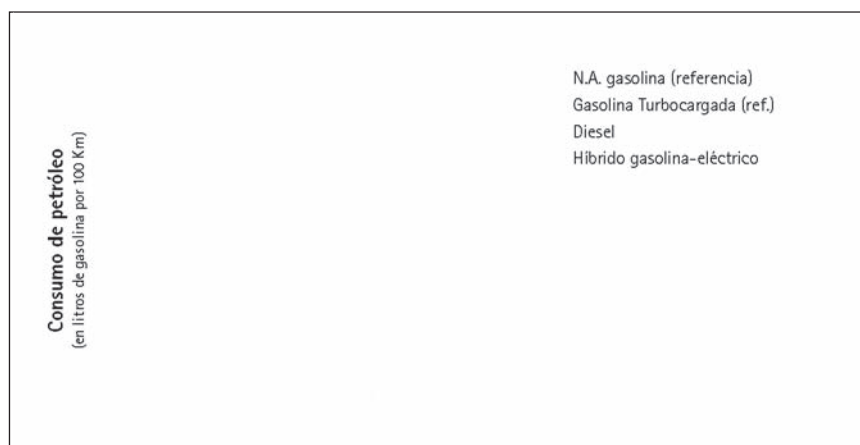 Consumo de petróleo
(en litros de gasolina por 100 Km)
N.A. gasolina (referencia)
Gasolina Turbocargada (ref.)
Diesel
Híbrido gasolina-eléctrico